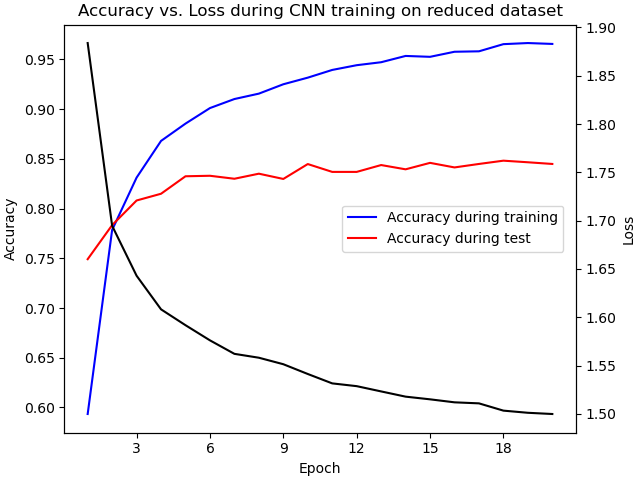 Accuracy vs. Loss during CNN training on reduced dataset
Accuracy
0.95
0.90
0.85
0.80
0.75
0.70
0.65
0.60
1.90
1.85
1.80
1.75
1.70
1.65
1.60
1.55
1.50
Loss
Accuracy during training
Accuracy during test
3 6 9 12 15 18
Epoch